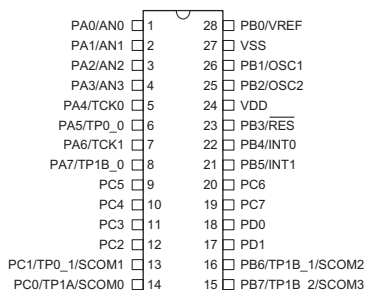 PA0/AN0 1 28 PB0/VREF
PA1/AN1 2 27 VSS
PA2/AN2 3 26 PB1/OSC1
PA3/AN3 4 25 PB2/OSC2
PA4/TCK0 5 24 VDD
PA5/TP0_0 6 23 PB3/RES
PA6/TCK1 7 22 PB4/INT0
PA7/TP1B_0 8 21 PB5/INT1
PC5 9 20 PC6
PC4 10 19 PC7
PC3 11 18 PD0
PC2 12 17 PD1
PC1/TP0_1/SCOM1 13 16 PB6/TP1B_1/SCOM2
PC0/TP1A/SCOM0 14 15 PB7/TP1B_2/SCOM3